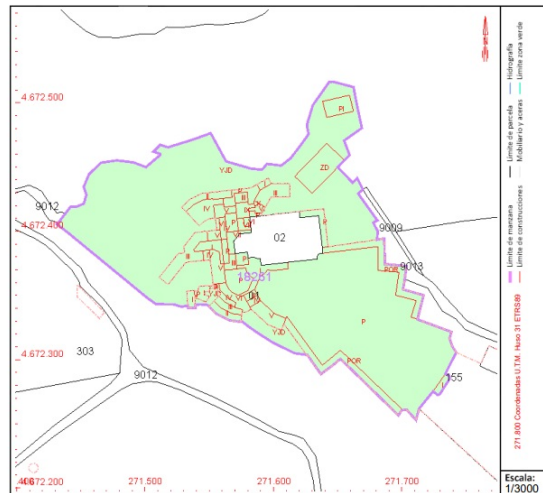 4.672.500
PI
ZD
YJD
9012
4.672.400
02
9009
9013
POR
18231
01
P
303
4.672.300
9012
YJD
POR
155
4.672.200
271.500
271.600
271.700
271.800 Coordenadas U.T.M. Huso 31 ETRS89
Límite de manzana
Límite de parcela
Hidrografía
Límite de construcciones
Mobiliario y aceras
Límite zona verde
Escala:
1/3000